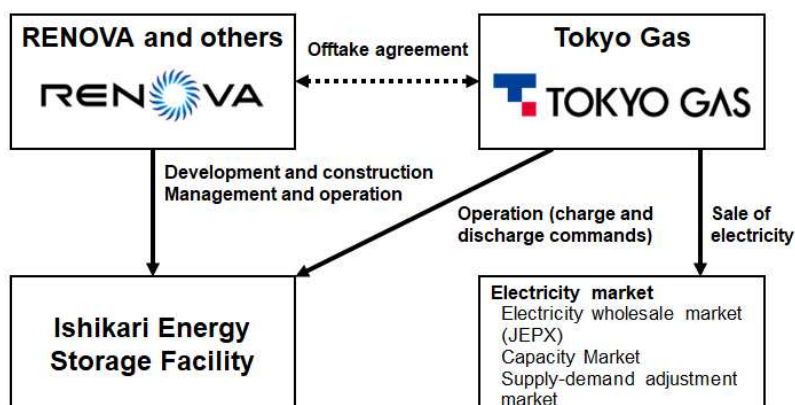 RENOVA and others
RENOVA
Offtake agreement
Tokyo Gas
TOKYO GAS
Development and construction
Management and operation
Operation (charge and
discharge commands)
Sale of
electricity
Ishikari Energy
Storage Facility
Electricity market
Electricity wholesale market
(JEPX)
Capacity Market
Supply-demand adjustment
market